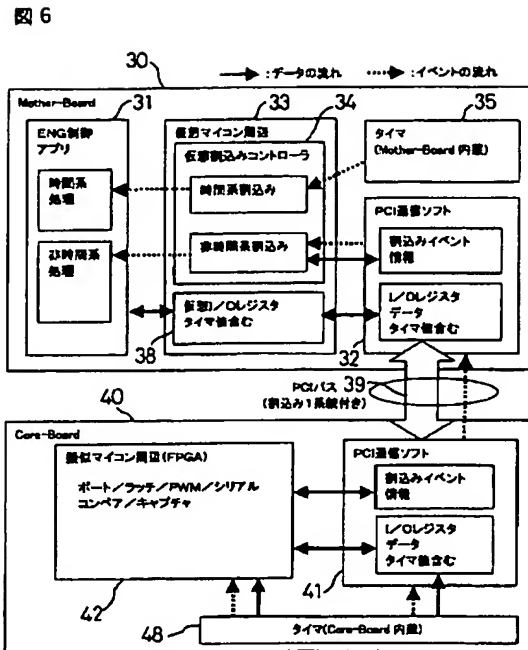 図 6
30
→ :データの流れ
┈→ :イベントの流れ
Mother-Board
31
33
34
35
ENG制御
アプリ
時間系
処理
非時間系
処理
仮想マイコン周辺
仮想割込みコントローラ
時間系割込み
非時間系割込み
仮想I/Oレジスタ
タイマ値含む
38
タイマ
(Mother-Board 内蔵)
PCI通信ソフト
割込みイベント
情報
I/Oレジスタ
データ
タイマ値含む
32
PCIバス 39
(割込み1系統付き)
40
Core-Board
擬似マイコン周辺(FPGA)
ポート/ラッチ/PWM/シリアル
コンペア/キャプチャ
42
PCI通信ソフト
割込みイベント
情報
I/Oレジスタ
データ
タイマ値含む
41
48
タイマ(Core-Board 内蔵)